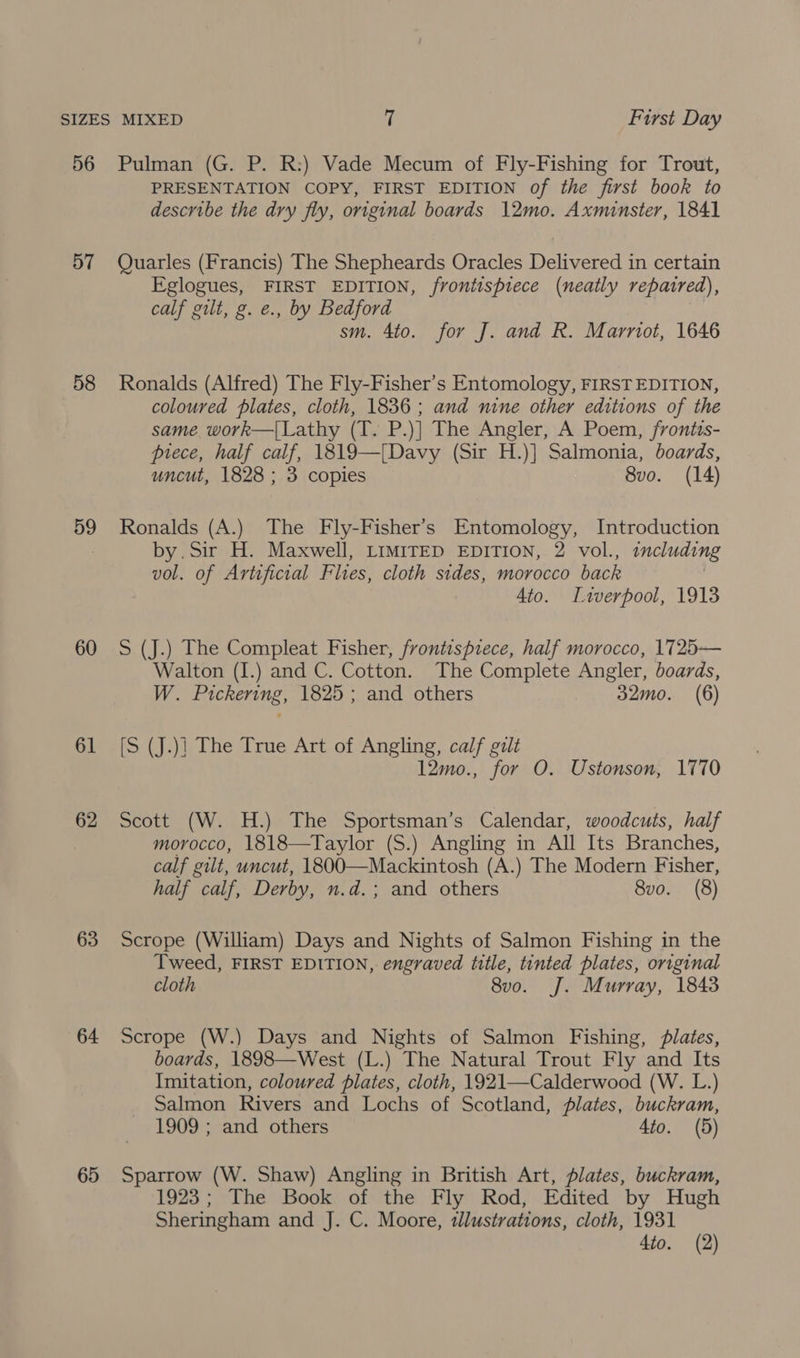 SIZES MIXED 7 First Day
56 Pulman (G. P. R.) Vade Mecum of Fly-Fishing for Trout,
PRESENTATION COPY, FIRST EDITION of the first book to
describe the dry fly, original boards 12mo. Axminster, 1841
57 Quarles (Francis) The Shepheards Oracles Delivered in certain
Eglogues, FIRST EDITION, frontispiece (neatly repaired),
calf gilt, g. e., by Bedford
sm. 4to. for J. and R. Marriot, 1646
58 Ronalds (Alfred) The Fly-Fisher's Entomology, FIRST EDITION,
coloured plates, cloth, 1836 ; and nine other editions of the
same work—[Lathy (T. P.)] The Angler, A Poem, frontis-
piece, half calf, 1819—[Davy (Sir H.)] Salmonia, boards,
uncut, 1828 ; 3 copies 8vo. (14)
59 Ronalds (A.) The Fly-Fisher's Entomology, Introduction
by Sir H. Maxwell, LIMITED EDITION, 2 vol., including
vol. of Artificial Flies, cloth sides, morocco back
4to. Liverpool, 1913
60 S (J.) The Compleat Fisher, frontispiece, half morocco, 1725—
Walton (I.) and C. Cotton. The Complete Angler, boards,
W. Pickering, 1825 ; and others 32mo. (6)
61 [S (J.)] The True Art of Angling, calf gilt
12mo., for O. Ustonson, 1770
62 Scott (W. H.) The Sportsman's Calendar, woodcuts, half
morocco, 1818—Taylor (S.) Angling in All Its Branches,
calf gilt, uncut, 1800—Mackintosh (A.) The Modern Fisher,
half calf, Derby, n.d. ; and others 8vo. (8)
63 Scrope (William) Days and Nights of Salmon Fishing in the
Tweed, FIRST EDITION, engraved title, tinted plates, original
cloth 8vo. J. Murray, 1843
64 Scrope (W.) Days and Nights of Salmon Fishing, plates,
boards, 1898—West (L.) The Natural Trout Fly and Its
Imitation, coloured plates, cloth, 1921—Calderwood (W. L.)
Salmon Rivers and Lochs of Scotland, plates, buckram,
1909 ; and others 4to. (5)
65 Sparrow (W. Shaw) Angling in British Art, plates, buckram,
1923 ; The Book of the Fly Rod, Edited by Hugh
Sheringham and J. C. Moore, illustrations, cloth, 1931
4to. (2)